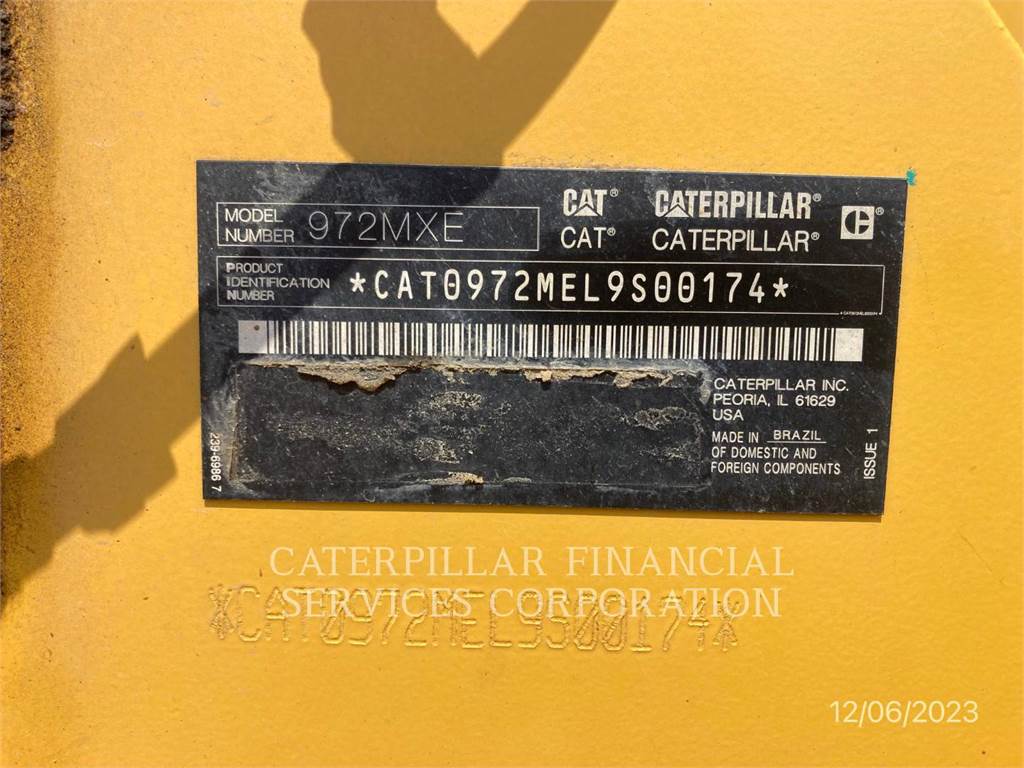 MODEL
NUMBER 972MXE
CAT® CATERPILLAR®
CAT® CATERPILLAR®
PRODUCT
IDENTIFICATION
NUMBER
*CAT0972MEL9S00174*
CATERPILLAR INC.
PEORIA, IL 61629
USA
MADE IN BRAZIL
OF DOMESTIC AND
FOREIGN COMPONENTS
239-6986 7
ISSUE 1
CATERPILLAR FINANCIAL
SERVICES CORPORATION
*CAT0972MEL9S00174*
12/06/2023